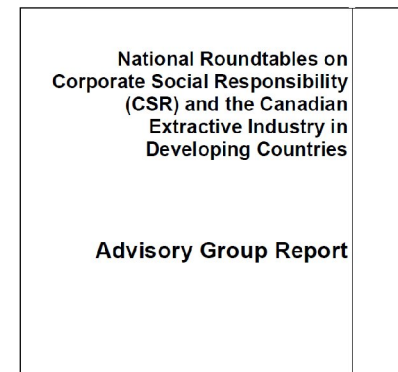 National Roundtables on
Corporate Social Responsibility
(CSR) and the Canadian
Extractive Industry in
Developing Countries
Advisory Group Report